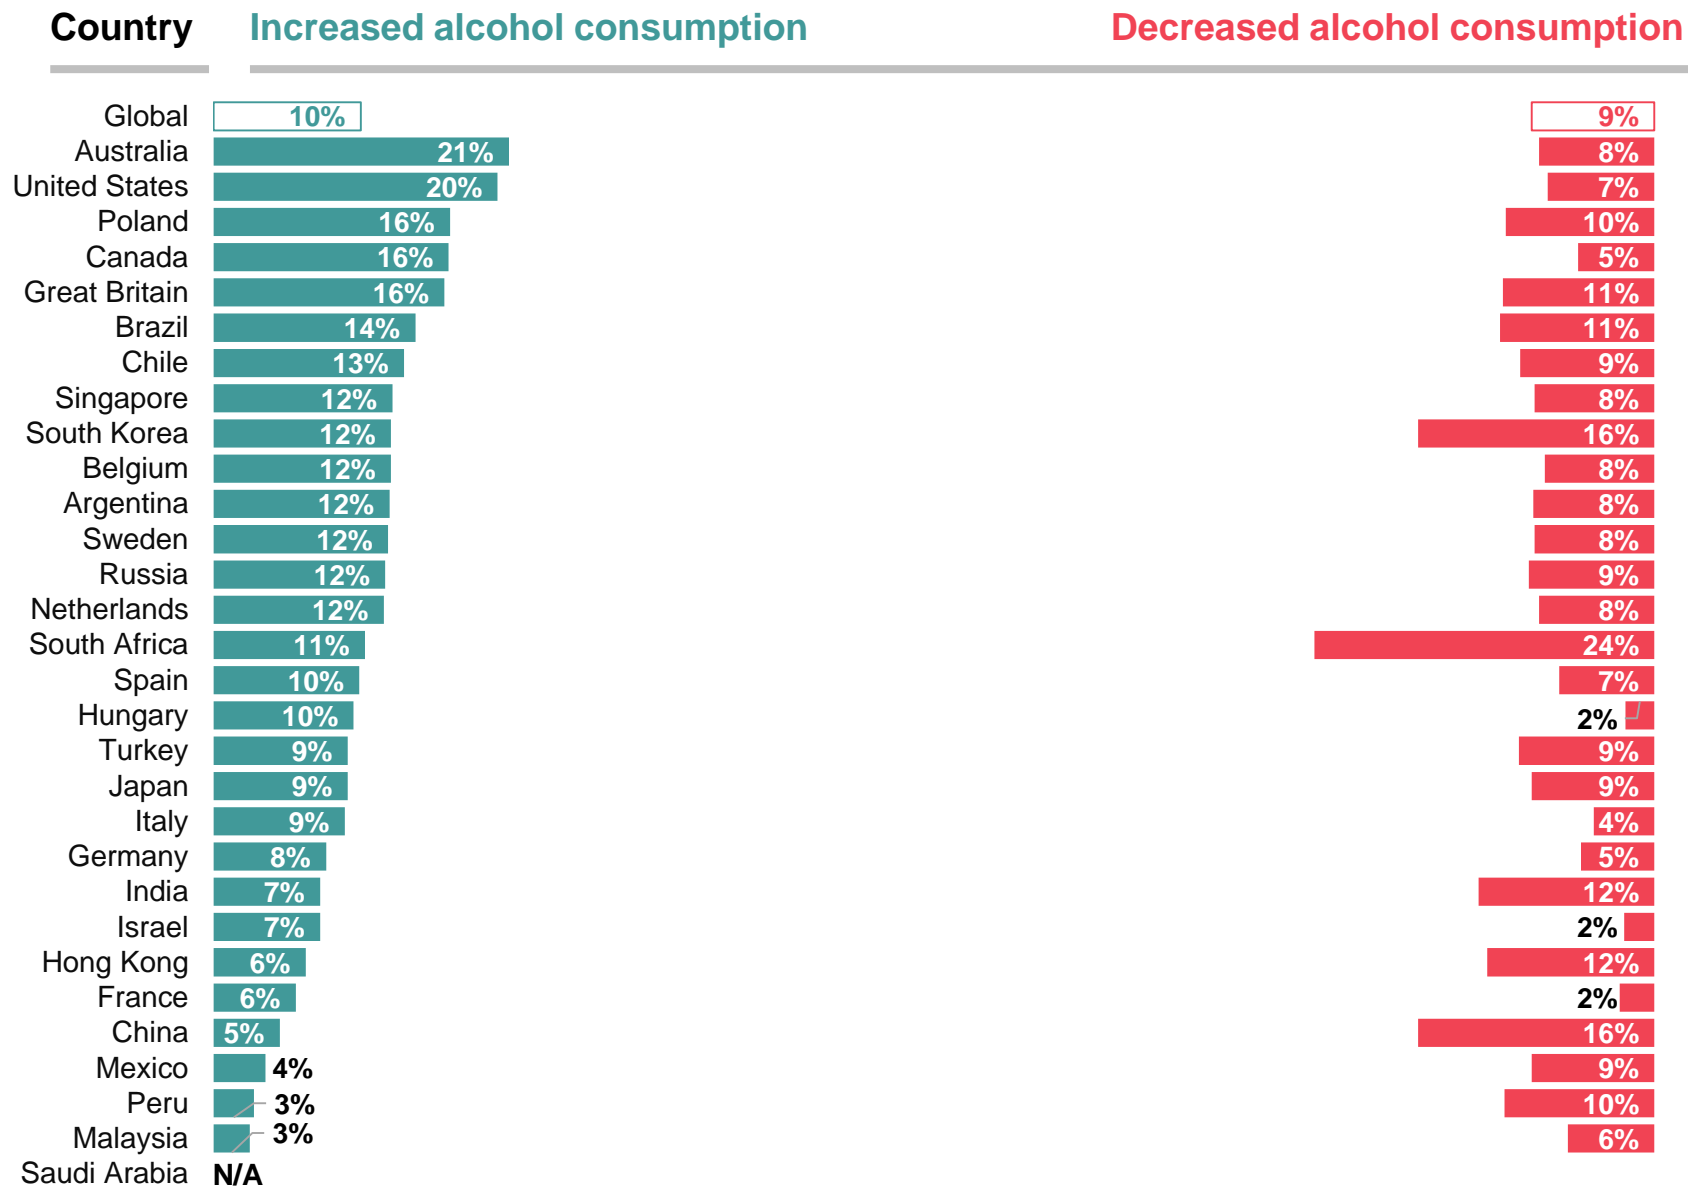 Country Increased alcohol consumption Decreased alcohol consumption
Global 10% 9%
Australia 21% 8%
United States 20% 7%
Poland 16% 10%
Canada 16% 5%
Great Britain 16% 11%
Brazil 14% 11%
Chile 13% 9%
Singapore 12% 8%
South Korea 12% 16%
Belgium 12% 8%
Argentina 12% 8%
Sweden 12% 8%
Russia 12% 9%
Netherlands 12% 8%
South Africa 11% 24%
Spain 10% 7%
Hungary 10% 2%
Turkey 9% 9%
Japan 9% 9%
Italy 9% 4%
Germany 8% 5%
India 7% 12%
Israel 7% 2%
Hong Kong 6% 12%
France 6% 2%
China 5% 16%
Mexico 4% 9%
Peru 3% 10%
Malaysia 3% 6%
Saudi Arabia N/A